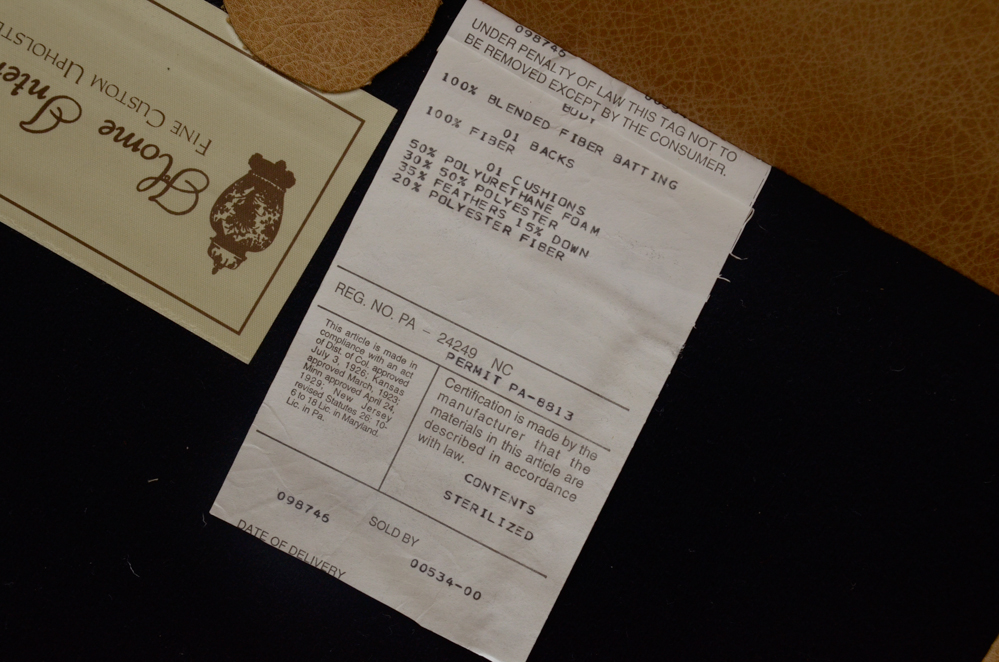 098745
UNDER PENALTY OF LAW THIS TAG NOT TO
BE REMOVED EXCEPT BY THE CONSUMER.
BODY
100% BLENDED FIBER BATTING
01 BACKS
100% FIBER
01 CUSHIONS
50% POLYURETHANE FOAM
30% 50% POLYESTER
35% FEATHERS 15% DOWN
20% POLYESTER FIBER
REG. NO. PA - 24249 NC
PERMIT PA-8813
This article is made in
compliance with an act
of Dist. of Col. approved
July 3, 1926; Kansas
approved March, 1923;
Minn approved April 24,
1929; New Jersey
revised Statutes 26: 10-
6 to 18 Lic. in Maryland.
Lic. in Pa.
Certification is made by the
manufacturer that the
materials in this article are
described in accordance
with law.
CONTENTS
STERILIZED
098746
SOLD BY
00534-00
DATE OF DELIVERY
Home Inter
FINE CUSTOM UPHOLSTE